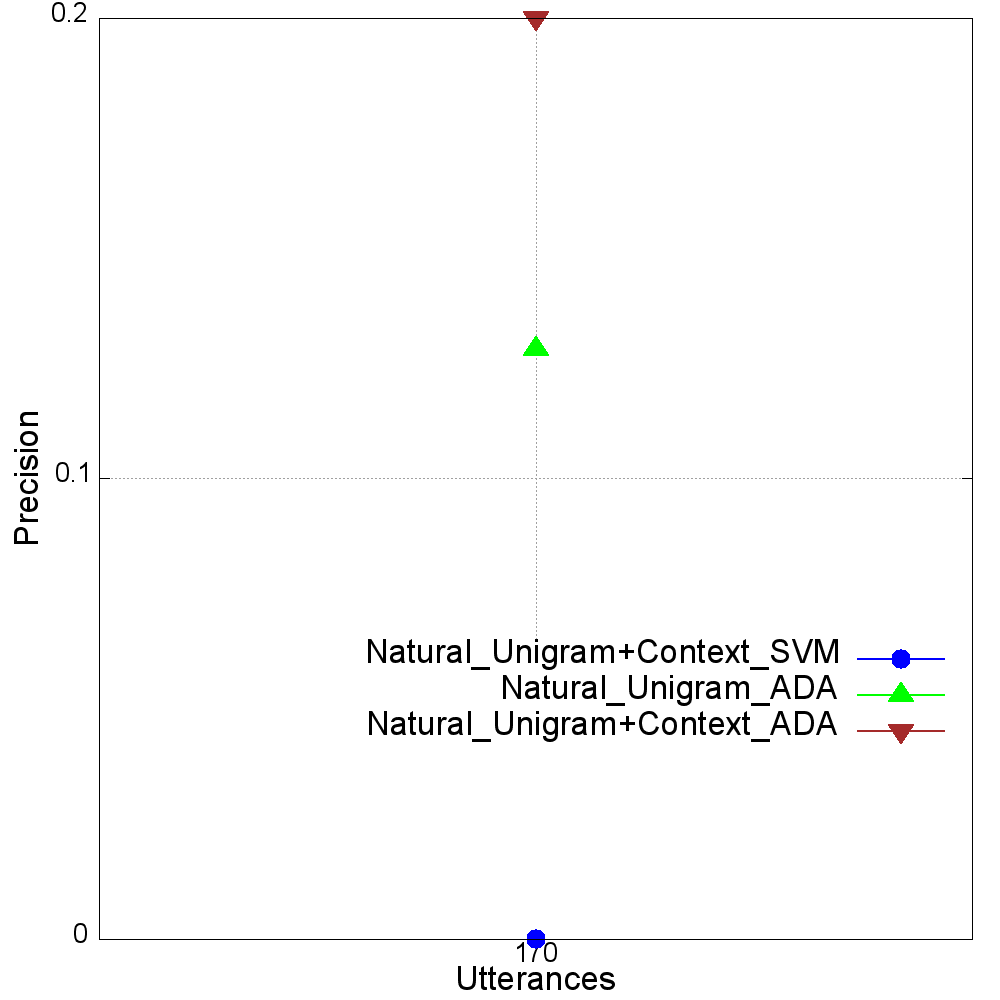 0.2
0.1
0
Precision
Natural_Unigram+Context_SVM
Natural_Unigram_ADA
Natural_Unigram+Context_ADA
170
Utterances